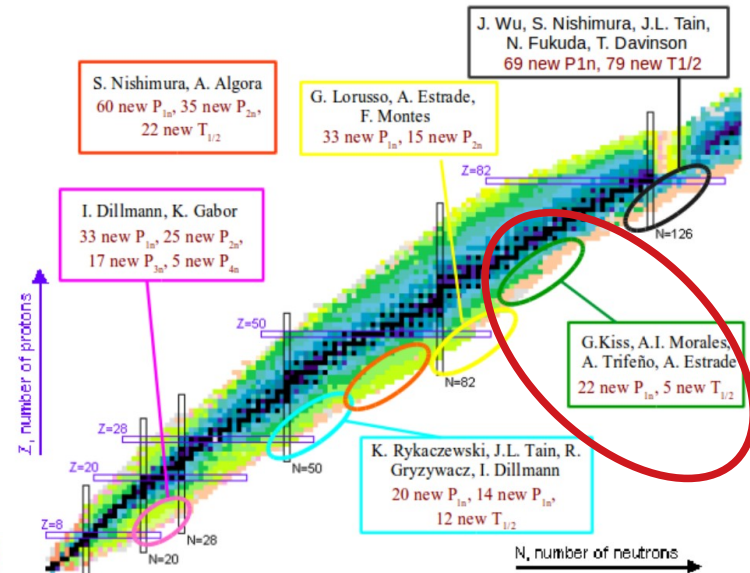 J. Wu, S. Nishimura, J.L. Tain,
N. Fukuda, T. Davinson
69 new P1n, 79 new T1/2
S. Nishimura, A. Algora
60 new P1n, 35 new P2n,
22 new T1/2
G. Lorusso, A. Estrade,
F. Montes
33 new P1n, 15 new P2n
I. Dillmann, K. Gabor
33 new P1n, 25 new P2n,
17 new P3n, 5 new P4n
G.Kiss, A.I. Morales,
A. Trifeño, A. Estrade
22 new P1n, 5 new T1/2
K. Rykaczewski, J.L. Tain, R.
Gryzywacz, I. Dillmann
20 new P1n, 14 new P1n,
12 new T1/2
Z=82
N=126
Z=50
N=82
Z=28
N=50
Z=20
N=28
Z=8
N=20
Z, number of protons
N, number of neutrons